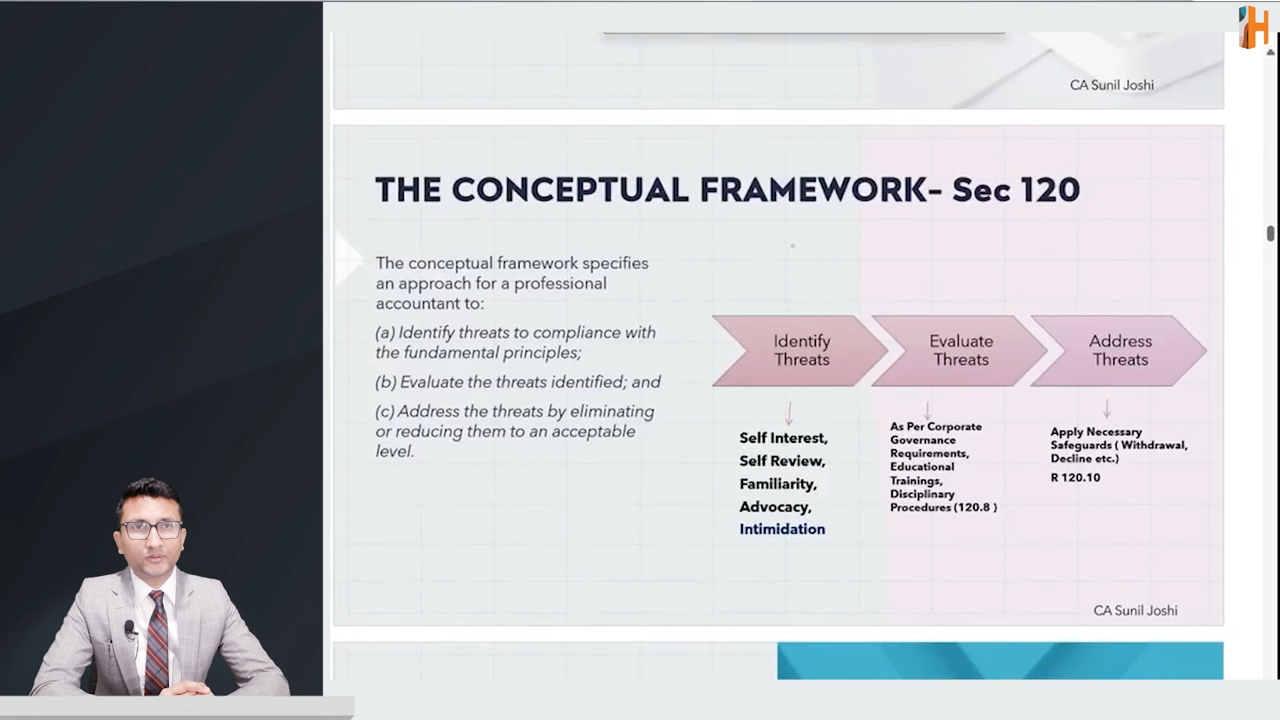 H
CA Sunil Joshi
THE CONCEPTUAL FRAMEWORK- Sec 120
The conceptual framework specifies
an approach for a professional
accountant to:
(a) Identify threats to compliance with
the fundamental principles;
(b) Evaluate the threats identified; and
(c) Address the threats by eliminating
or reducing them to an acceptable
level.
Identify
Threats
Evaluate
Threats
Address
Threats
Self Interest,
Self Review,
Familiarity,
Advocacy,
Intimidation
As Per Corporate
Governance
Requirements,
Educational
Trainings,
Disciplinary
Procedures (120.8 )
Apply Necessary
Safeguards ( Withdrawal,
Decline etc.)
R 120.10
CA Sunil Joshi